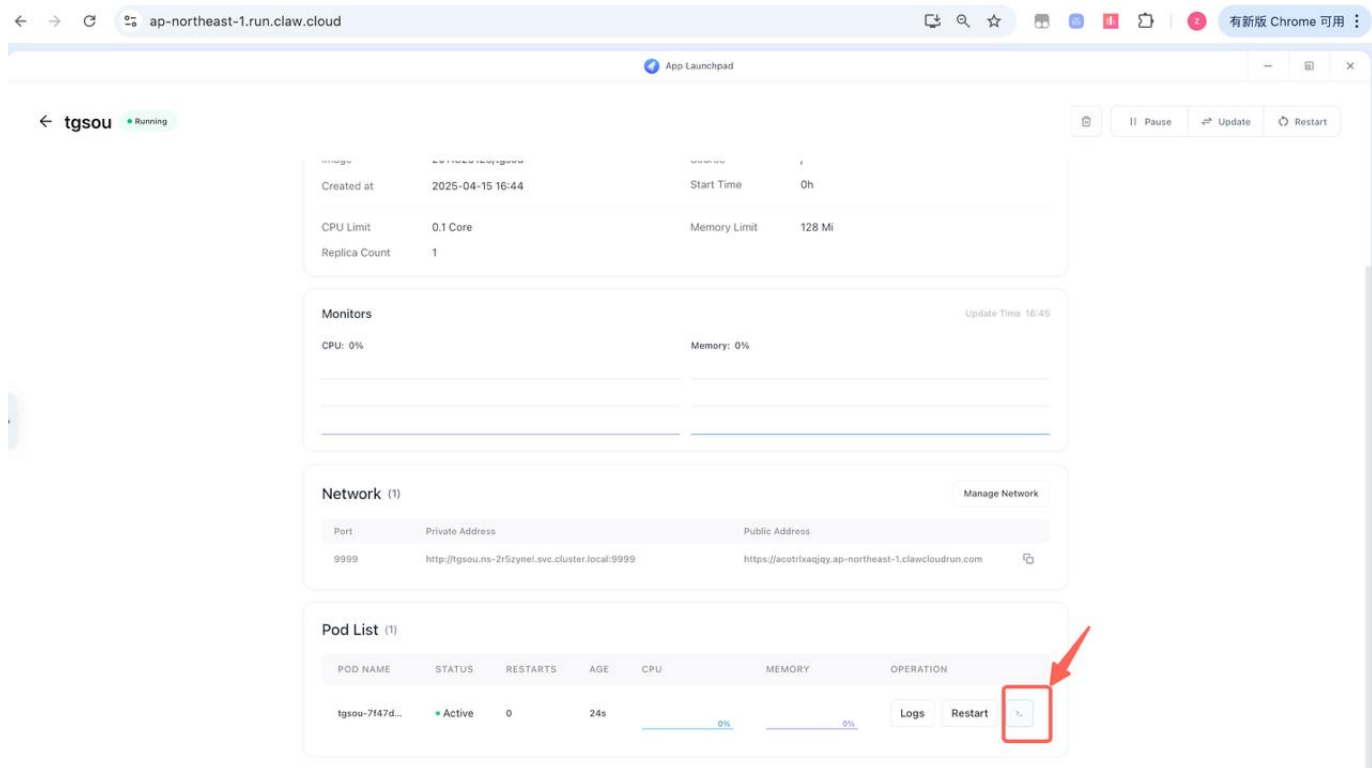 ap-northeast-1.run.claw.cloud
z
有新版 Chrome 可用
App Launchpad
tgsou
Running
Pause
Update
Restart
Created at 2025-04-15 16:44 Start Time 0h
CPU Limit 0.1 Core Memory Limit 128 Mi
Replica Count 1
Monitors
Update Time 16:45
CPU: 0% Memory: 0%
Network (1)
Manage Network
Port Private Address Public Address
9999 http://tgsou.ns-2r5zynel.svc.cluster.local:9999 https://acotrlxaqjqy.ap-northeast-1.clawcloudrun.com
Pod List (1)
POD NAME STATUS RESTARTS AGE CPU MEMORY OPERATION
tgsou-7f47d... Active 0 24s 0% 0% Logs Restart >_